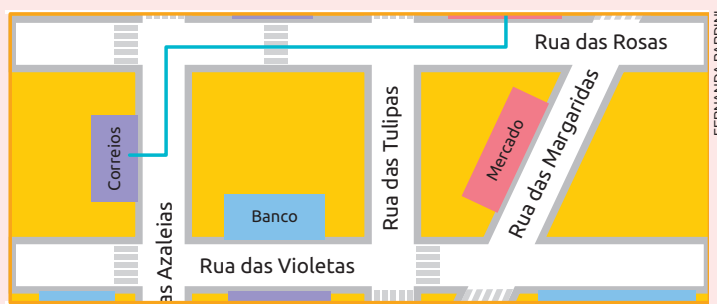 Rua das Rosas
Correios
Rua das Tulipas
Mercado
Rua das Margaridas
Banco
as Azaleias
Rua das Violetas